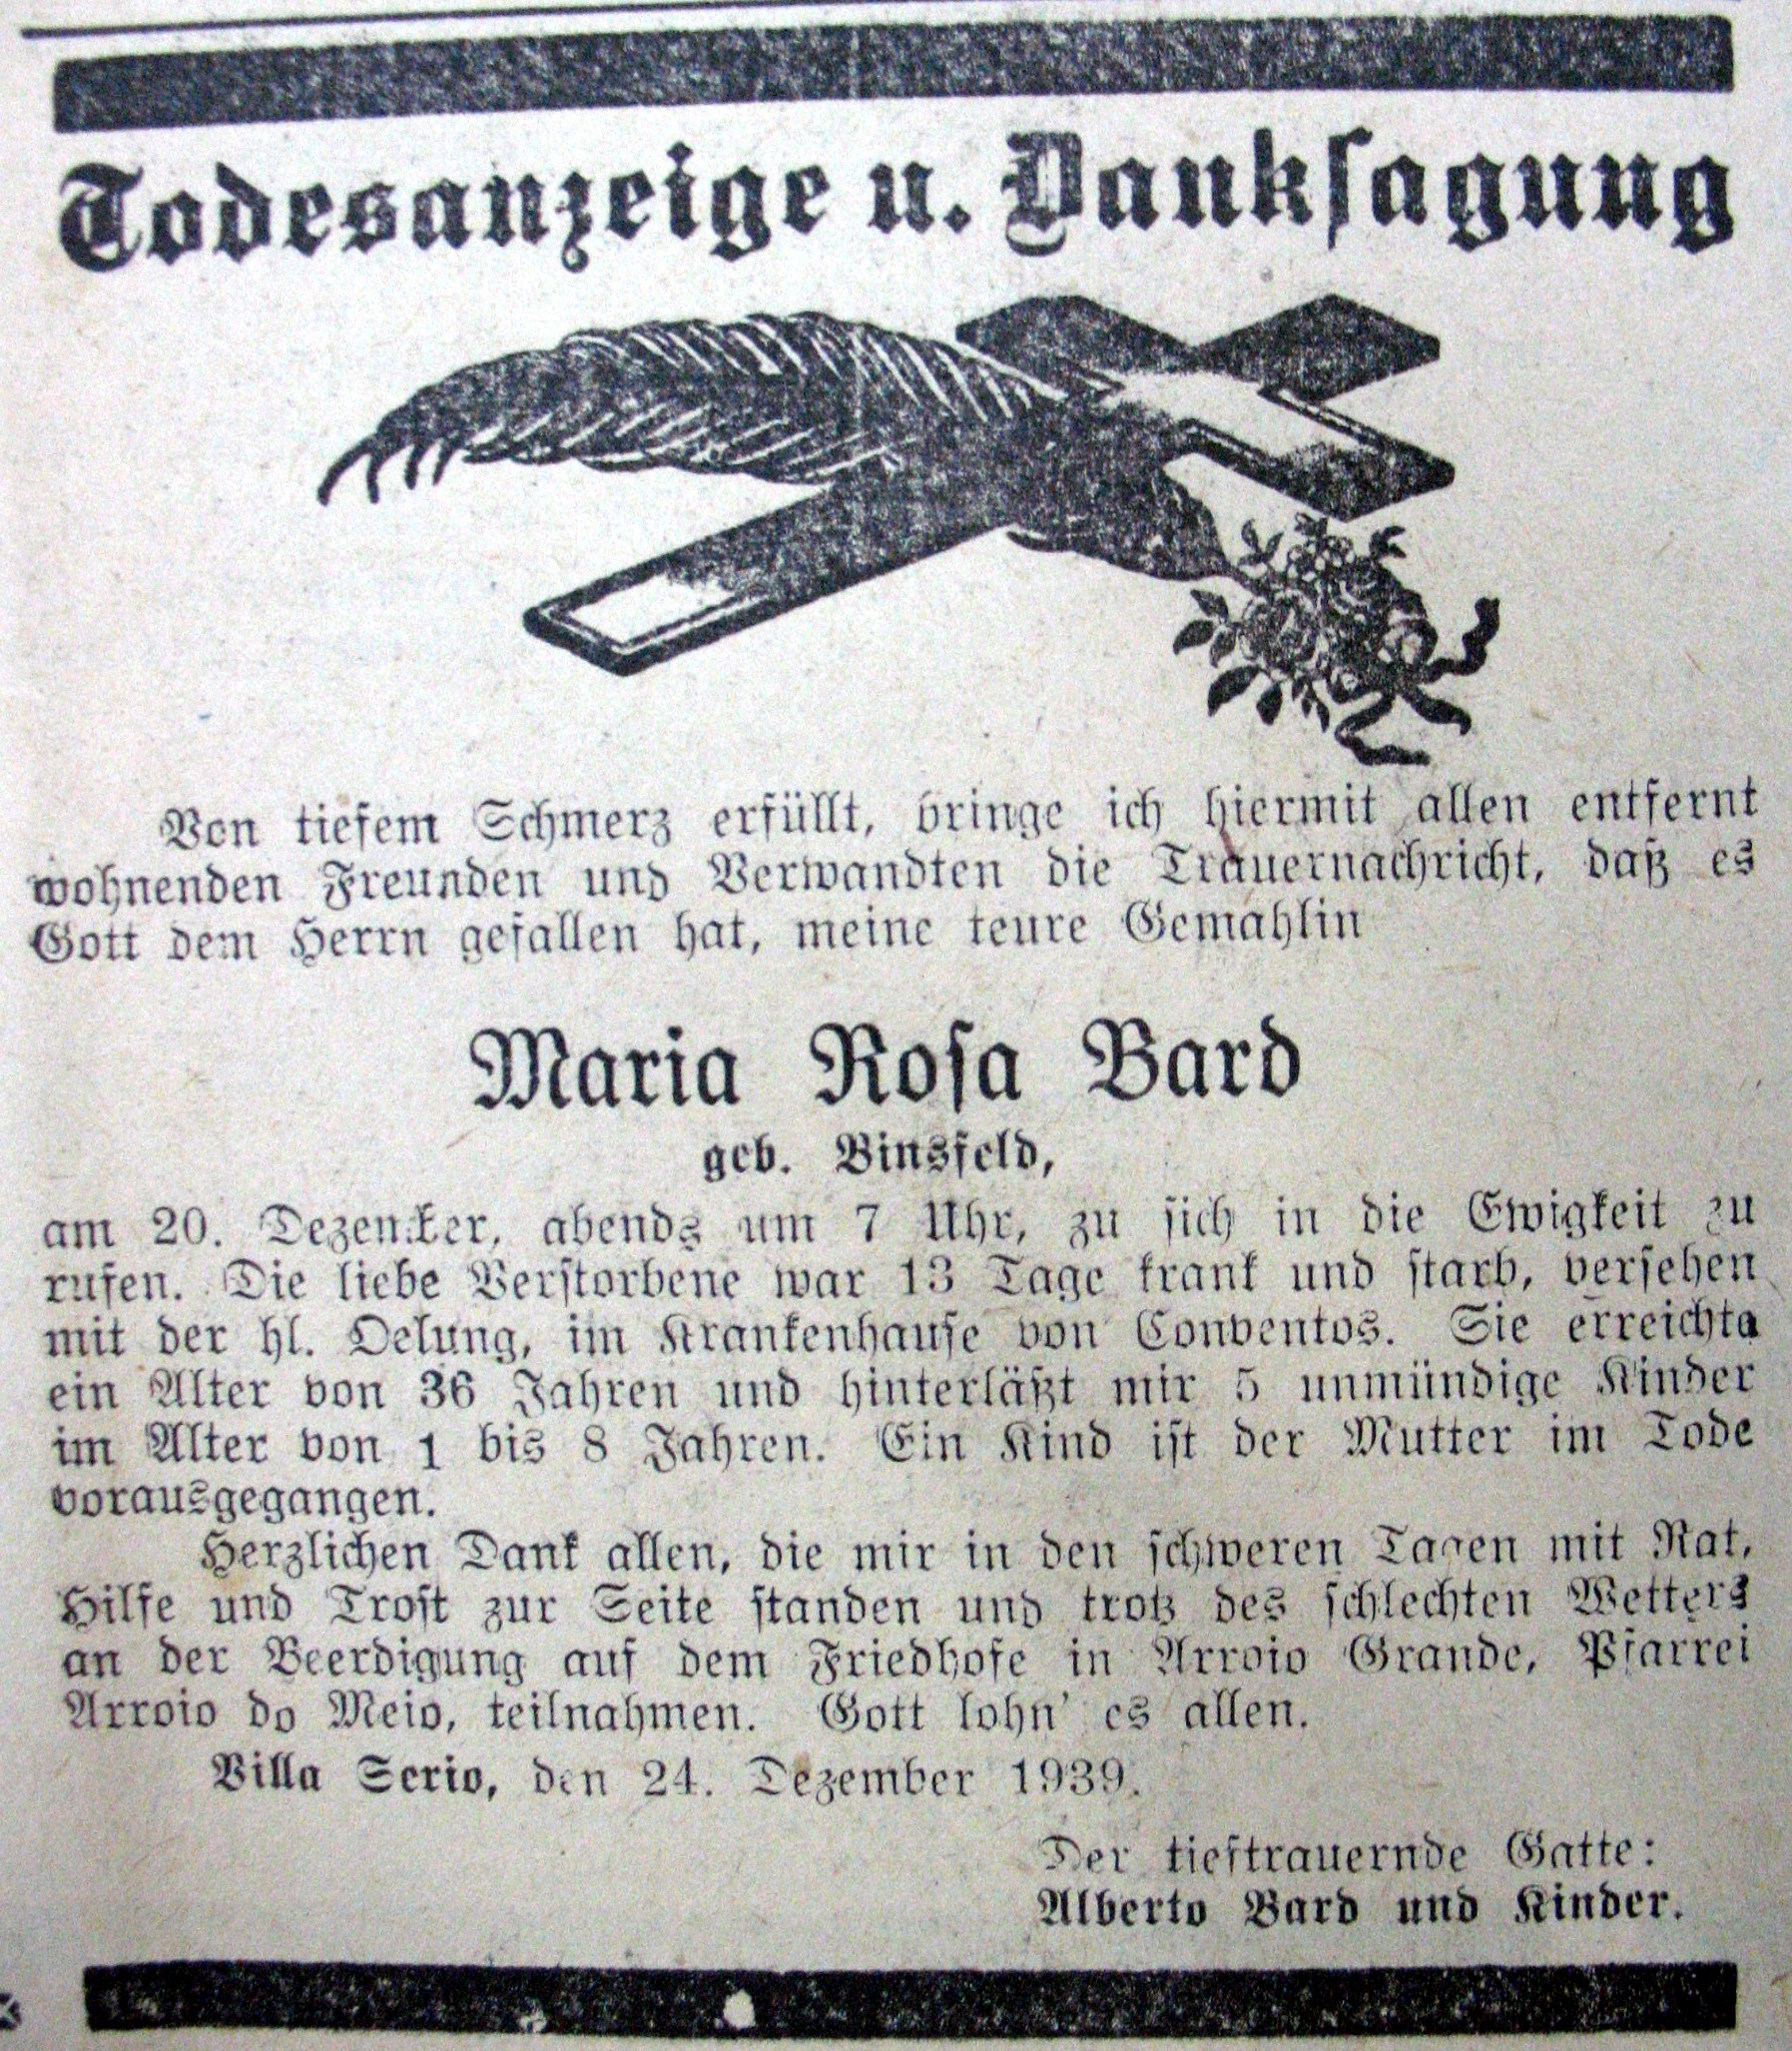 Todesanzeige u. Danksagung
Von tiefem Schmerz erfüllt, bringe ich hiermit allen entfernt
wohnenden Freunden und Verwandten die Trauernachricht, daß es
Gott dem Herrn gefallen hat, meine teure Gemahlin
Maria Rosa Bard
geb. Binsfeld,
am 20. Dezember, abends um 7 Uhr, zu sich in die Ewigkeit zu
rufen. Die liebe Verstorbene war 13 Tage krank und starb, versehen
mit der hl. Oelung, im Krankenhause von Conventos. Sie erreichta
ein Alter von 36 Jahren und hinterläßt mir 5 unmündige Kinder
im Alter von 1 bis 8 Jahren. Ein Kind ist der Mutter im Tode
vorausgegangen.
Herzlichen Dank allen, die mir in den schweren Tagen mit Rat,
Hilfe und Trost zur Seite standen und trotz des schlechten Wetters
an der Beerdigung auf dem Friedhofe in Arroio Grande, Pfarrei
Arroio do Meio, teilnahmen. Gott lohn' es allen.
Villa Serio, den 24. Dezember 1939.
Der tieftrauernde Gatte:
Alberto Bard und Kinder.